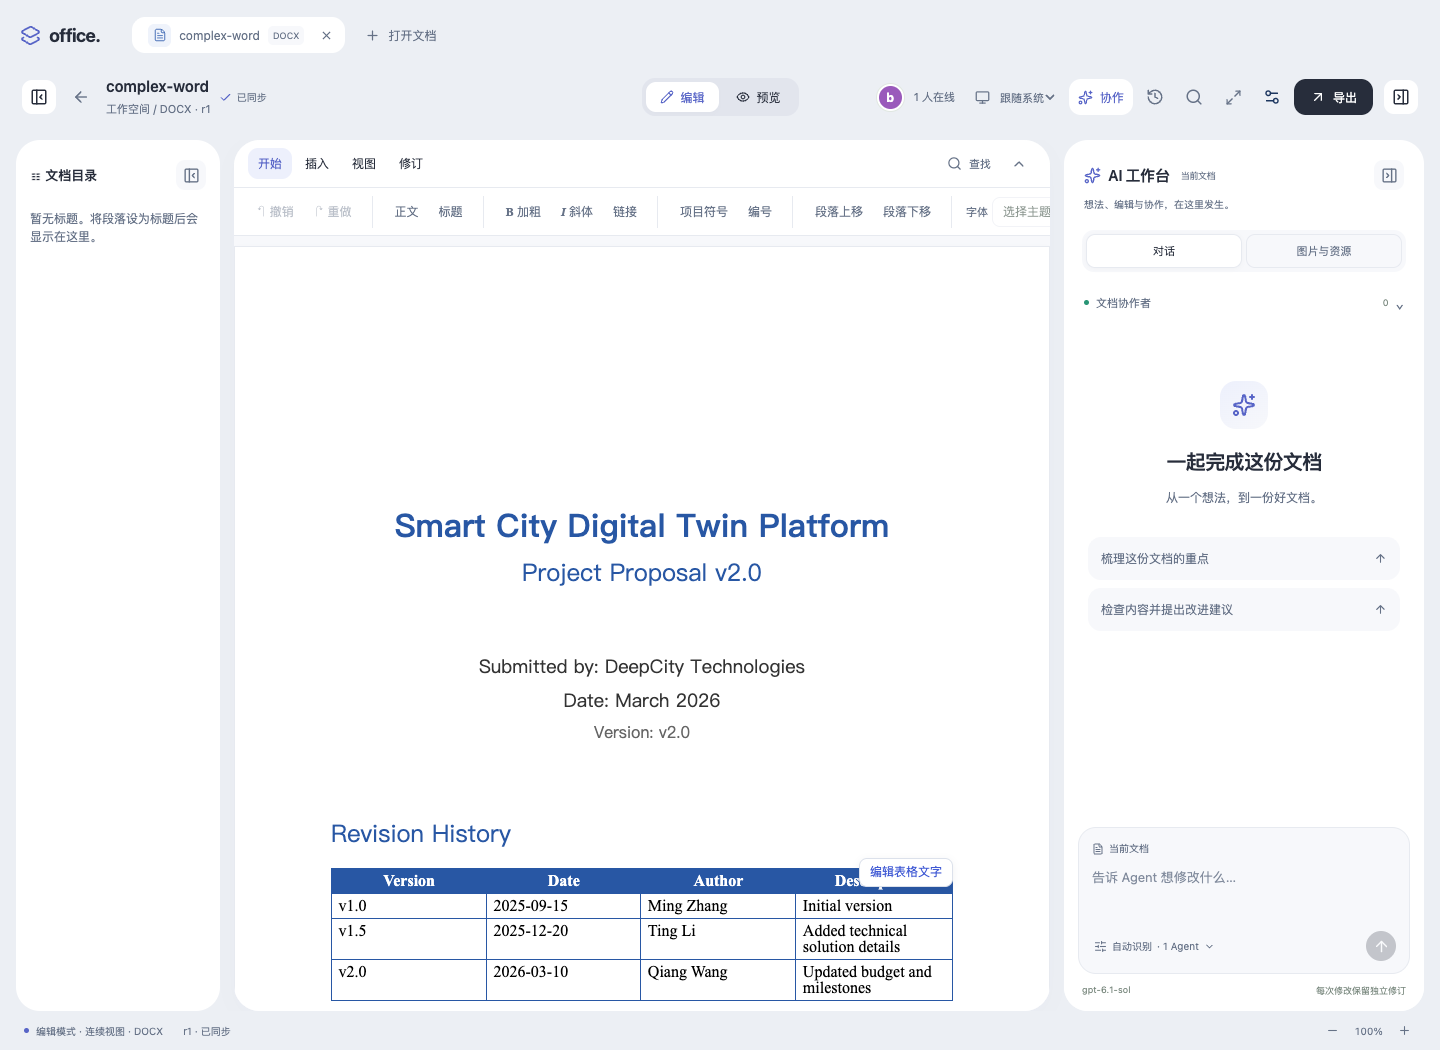 office.
complex-word DOCX
打开文档
complex-word
工作空间 / DOCX · r1
已同步
编辑
预览
b
1 人在线
跟随系统
协作
导出
文档目录
暂无标题。将段落设为标题后会
显示在这里。
开始 插入 视图 修订
查找
撤销 重做 正文 标题 B 加粗 I 斜体 链接 项目符号 编号 段落上移 段落下移 字体 选择主题
Smart City Digital Twin Platform
Project Proposal v2.0
Submitted by: DeepCity Technologies
Date: March 2026
Version: v2.0
Revision History
编辑表格文字
Version Date Author
v1.0 2025-09-15 Ming Zhang Initial version
v1.5 2025-12-20 Ting Li Added technical
solution details
v2.0 2026-03-10 Qiang Wang Updated budget and
milestones
AI 工作台 当前文档
想法、编辑与协作，在这里发生。
对话 图片与资源
文档协作者 0
一起完成这份文档
从一个想法，到一份好文档。
梳理这份文档的重点
检查内容并提出改进建议
当前文档
告诉 Agent 想修改什么...
自动识别 · 1 Agent
gpt-6.1-sol 每次修改保留独立修订
编辑模式 · 连续视图 · DOCX r1 · 已同步
100%